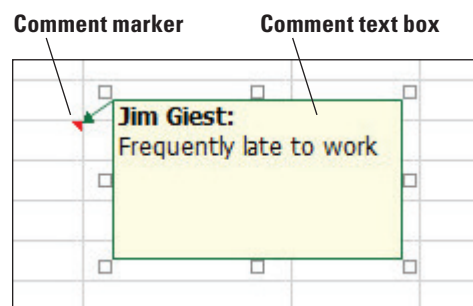 Comment marker Comment text box
Jim Giest:
Frequently late to work